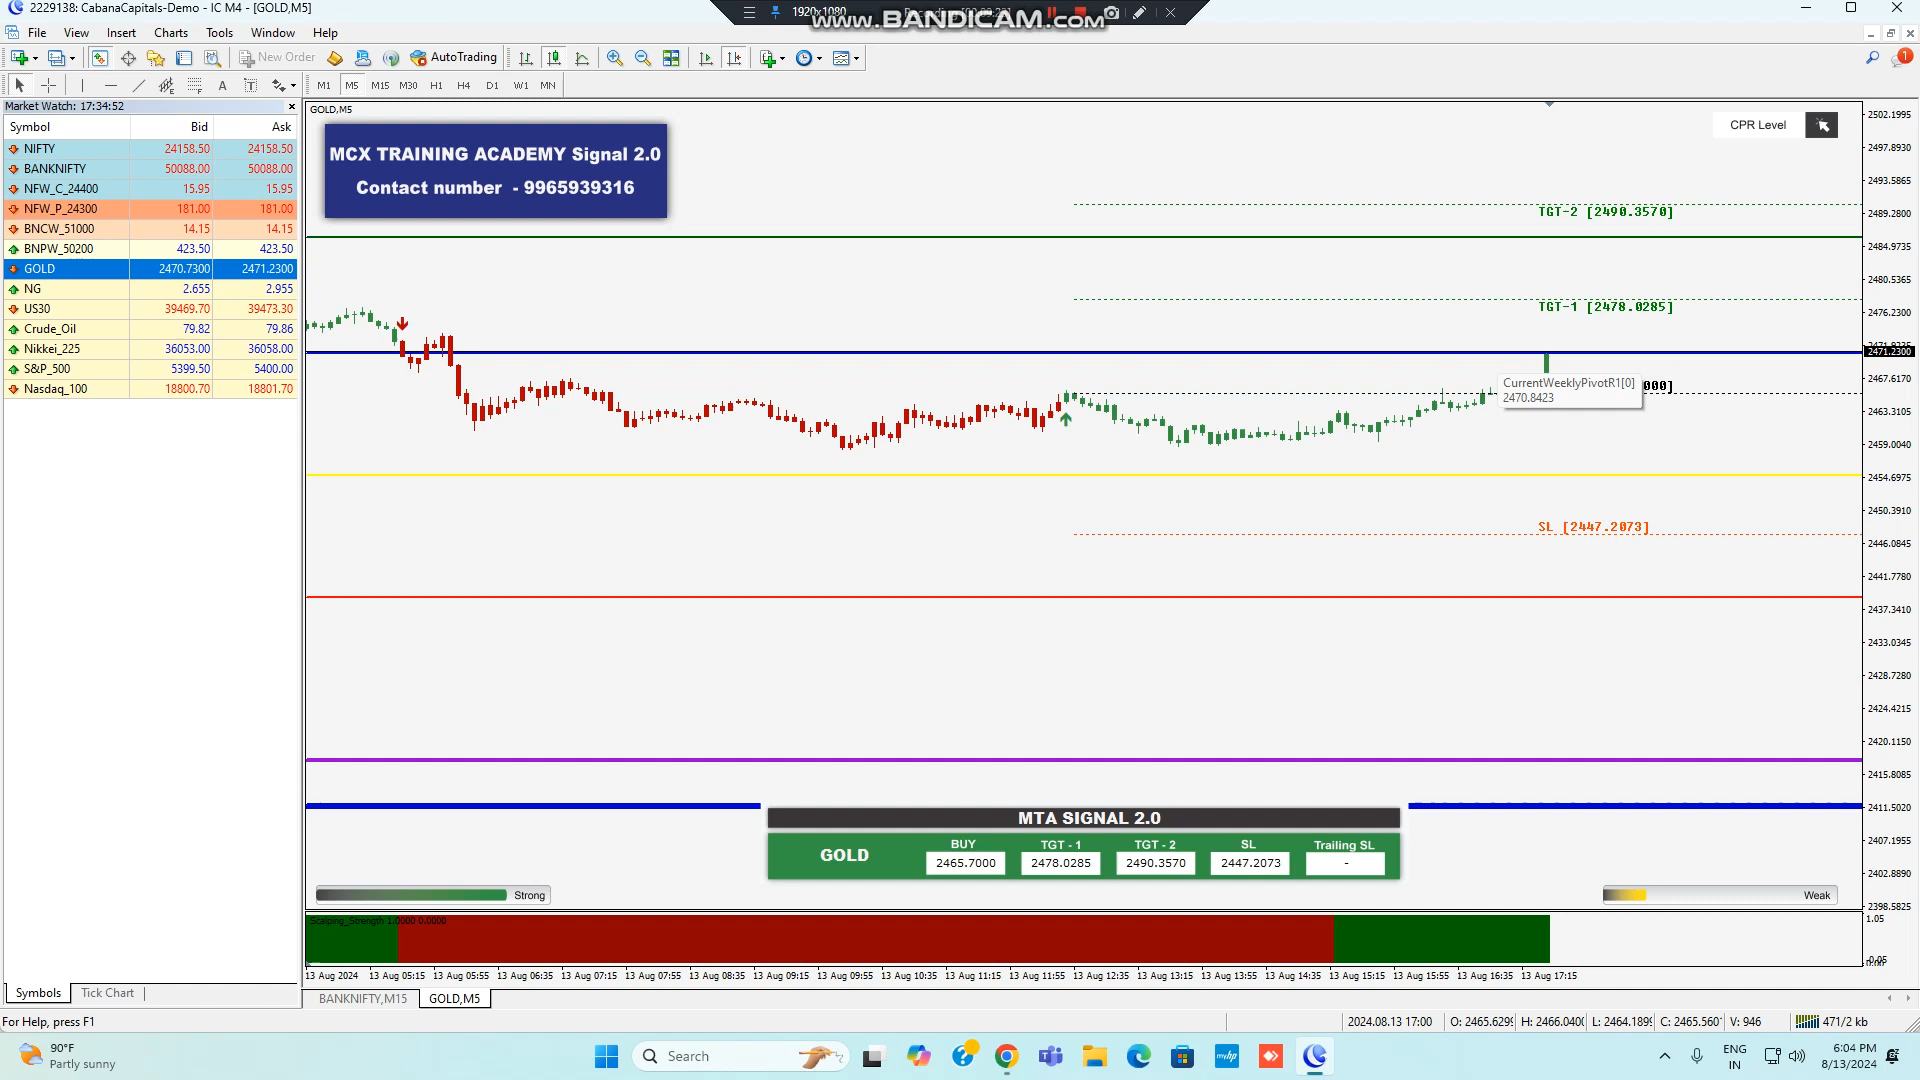 2229138: CabanaCapitals-Demo - IC M4 - [GOLD,M5]
1920x1080
www.BANDICAM.com
File View Insert Charts Tools Window Help
New Order AutoTrading
A T M1 M5 M15 M30 H1 H4 D1 W1 MN
1
Market Watch: 17:34:52
Symbol Bid Ask
NIFTY 24158.50 24158.50
BANKNIFTY 50088.00 50088.00
NFW_C_24400 15.95 15.95
NFW_P_24300 181.00 181.00
BNCW_51000 14.15 14.15
BNPW_50200 423.50 423.50
GOLD 2470.7300 2471.2300
NG 2.655 2.955
US30 39469.70 39473.30
Crude_Oil 79.82 79.86
Nikkei_225 36053.00 36058.00
S&P_500 5399.50 5400.00
Nasdaq_100 18800.70 18801.70
Symbols Tick Chart
GOLD,M5
MCX TRAINING ACADEMY Signal 2.0
Contact number - 9965939316
CPR Level
TGT-2 [2490.3570]
TGT-1 [2478.0285]
CurrentWeeklyPivotR1[0]
2470.8423
000]
SL [2447.2073]
2502.1995
2497.8930
2493.5865
2489.2800
2484.9735
2480.5365
2476.2300
2471.2300
2467.6170
2463.3105
2459.0040
2454.6975
2450.3910
2446.0845
2441.7780
2437.3410
2433.0345
2428.7280
2424.4215
2420.1150
2415.8085
2411.5020
2407.1955
2402.8890
2398.5825
MTA SIGNAL 2.0
GOLD
BUY TGT - 1 TGT - 2 SL Trailing SL
2465.7000 2478.0285 2490.3570 2447.2073 -
Strong
Weak
Scalping_Strength 1.0000 0.0000
1.05
-0.05
13 Aug 2024 13 Aug 05:15 13 Aug 05:55 13 Aug 06:35 13 Aug 07:15 13 Aug 07:55 13 Aug 08:35 13 Aug 09:15 13 Aug 09:55 13 Aug 10:35 13 Aug 11:15 13 Aug 11:55 13 Aug 12:35 13 Aug 13:15 13 Aug 13:55 13 Aug 14:35 13 Aug 15:15 13 Aug 15:55 13 Aug 16:35 13 Aug 17:15
BANKNIFTY,M15 GOLD,M5
For Help, press F1
2024.08.13 17:00 O: 2465.6299 H: 2466.0400 L: 2464.1899 C: 2465.560 V: 946 471/2 kb
90°F
Partly sunny
Search
myhp
ENG
IN
6:04 PM
8/13/2024